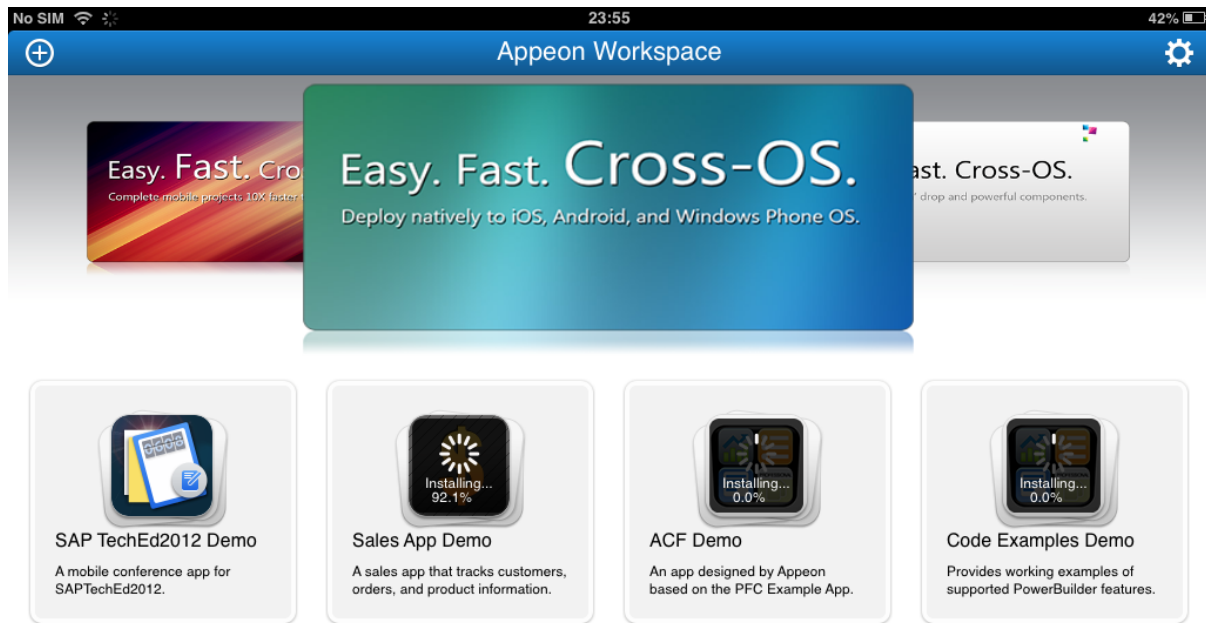 No SIM 23:55 42%
Appeon Workspace
Easy. Fast. Cro
Complete mobile projects 10X faster
Easy. Fast. Cross-OS.
Deploy natively to iOS, Android, and Windows Phone OS.
ast. Cross-OS.
drop and powerful components.
Installing...
92.1%
Installing...
0.0%
Installing...
0.0%
SAP TechEd2012 Demo
A mobile conference app for
SAPTechEd2012.
Sales App Demo
A sales app that tracks customers,
orders, and product information.
ACF Demo
An app designed by Appeon
based on the PFC Example App.
Code Examples Demo
Provides working examples of
supported PowerBuilder features.